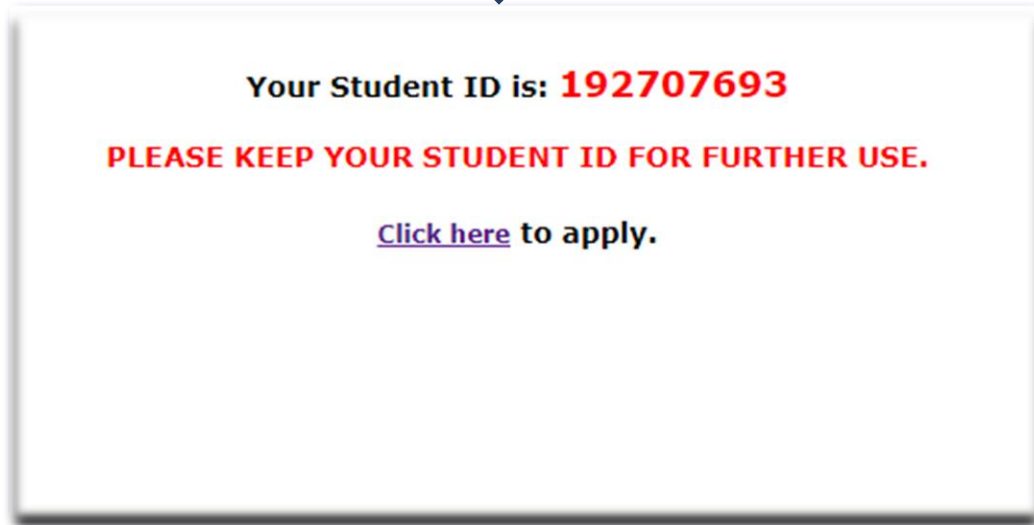 Your Student ID is: 192707693
PLEASE KEEP YOUR STUDENT ID FOR FURTHER USE.
Click here to apply.